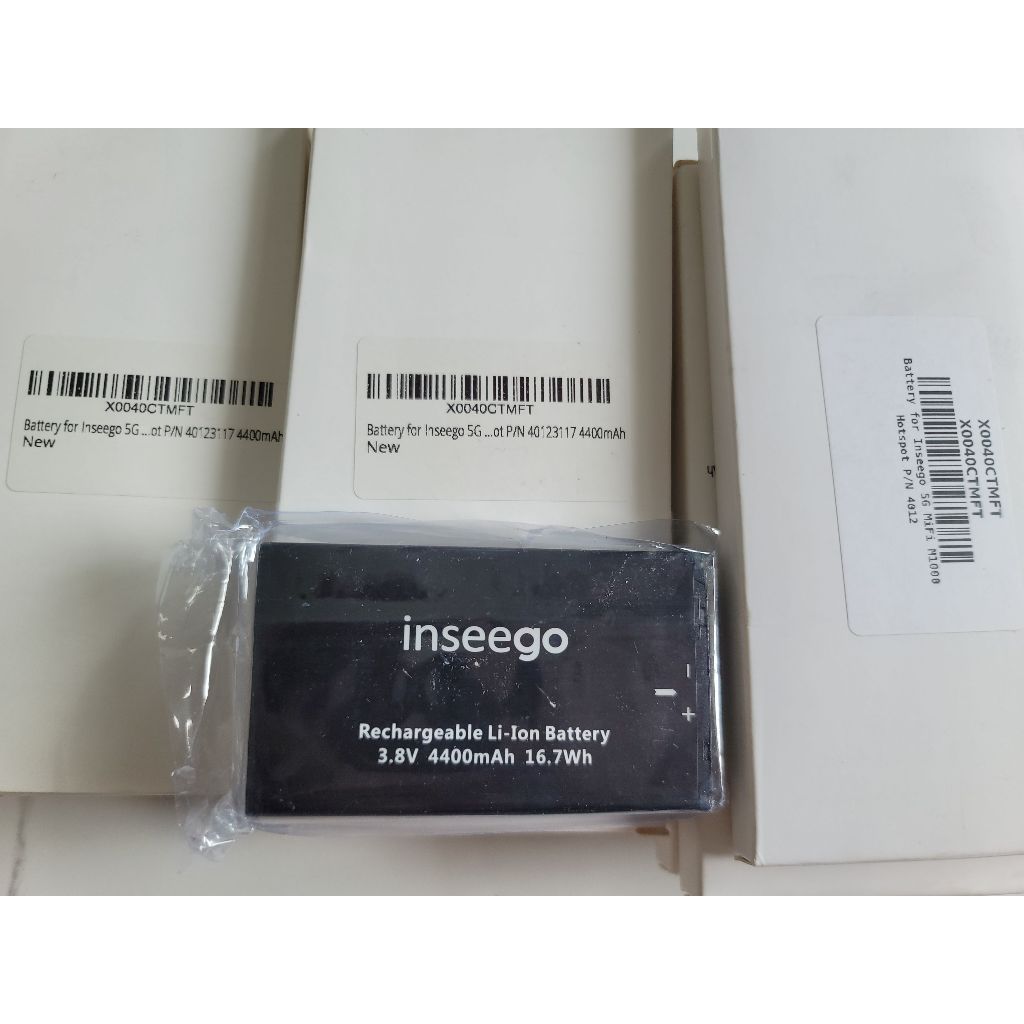 X0040CTMFT
Battery for Inseego 5G ...ot P/N 40123117 4400mAh
New
X0040CTMFT
Battery for Inseego 5G ...ot P/N 40123117 4400mAh
New
X0040CTMFT
X0040CTMFT
Battery for Inseego 5G MiFi M1000
Hotspot P/N 4012
inseego
-
+
Rechargeable Li-Ion Battery
3.8V 4400mAh 16.7Wh